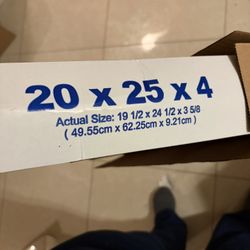 20 x 25 x 4
Actual Size: 19 1/2 x 24 1/2 x 3 5/8
( 49.55cm x 62.25cm x 9.21cm )